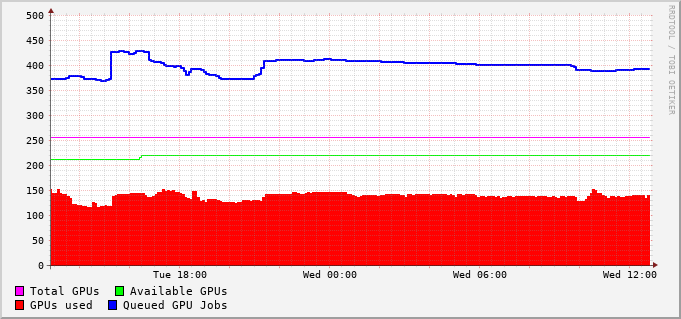 500
450
400
350
300
250
200
150
100
50
0
Tue 18:00 Wed 00:00 Wed 06:00 Wed 12:00
Total GPUs Available GPUs
GPUs used Queued GPU Jobs
RRDTOOL / TOBI OETIKER